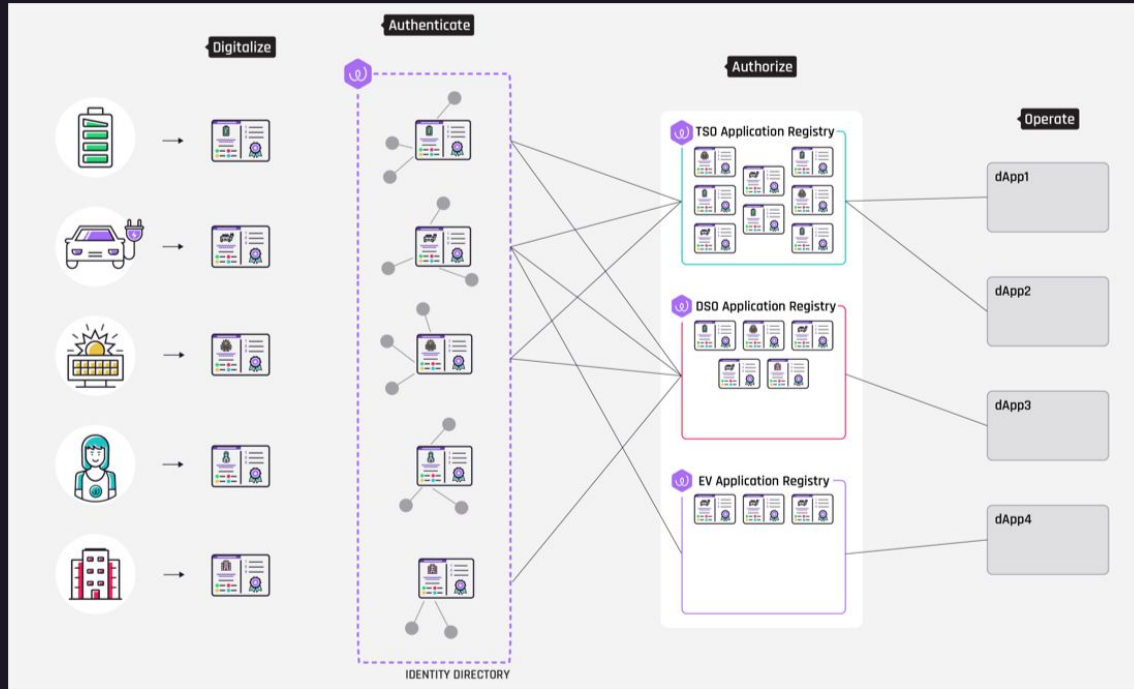 Authenticate
Digitalize
Authorize
Operate
TSO Application Registry
dApp1
dApp2
DSO Application Registry
dApp3
EV Application Registry
dApp4
IDENTITY DIRECTORY